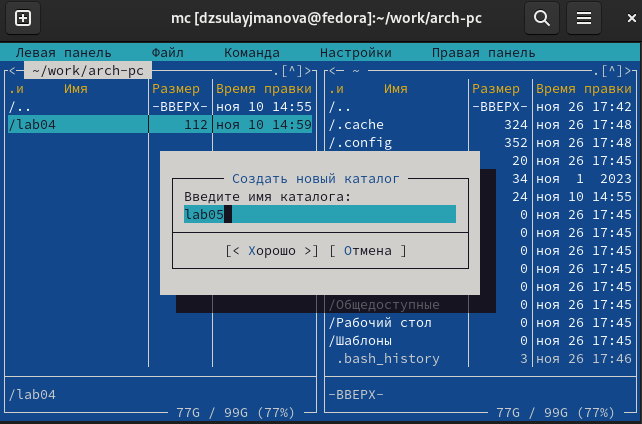 mc [dzsulayjmanova@fedora]:~/work/arch-pc
Левая панель Файл Команда Настройки Правая панель
<— ~/work/arch-pc .[^]>
.и Имя Размер Время правки
/.. -ВВЕРХ- ноя 10 14:55
/lab04 112 ноя 10 14:59
/lab04
77G / 99G (77%)
<— ~ .[^]>
.и Имя Размер Время правки
/.. -ВВЕРХ- ноя 26 17:42
/.cache 324 ноя 26 17:48
/.config 352 ноя 26 17:48
20 ноя 26 17:45
34 ноя 1 2023
24 ноя 10 14:55
0 ноя 26 17:45
0 ноя 26 17:45
0 ноя 26 17:45
0 ноя 26 17:45
0 ноя 26 17:45
/Общедоступные 0 ноя 26 17:45
/Рабочий стол 0 ноя 26 17:45
/Шаблоны 0 ноя 26 17:45
.bash_history 3 ноя 26 17:46
-ВВЕРХ-
77G / 99G (77%)
Создать новый каталог
Введите имя каталога:
lab05
[< Хорошо >] [ Отмена ]